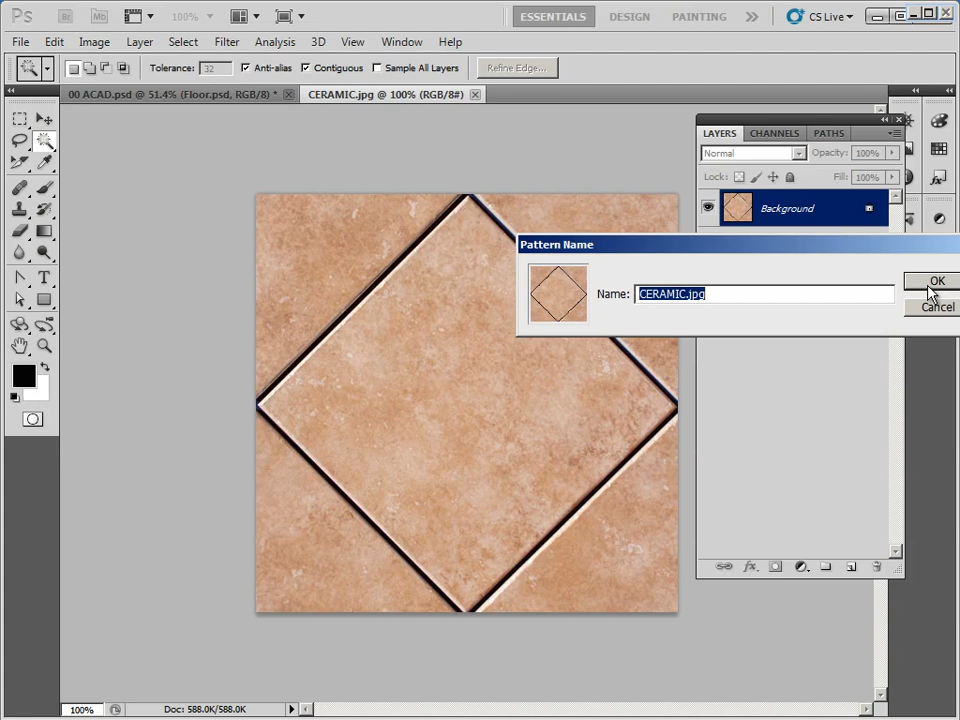 Ps Br Mb 100% ESSENTIALS DESIGN PAINTING CS Live
File Edit Image Layer Select Filter Analysis 3D View Window Help
Tolerance: 32 Anti-alias Contiguous Sample All Layers Refine Edge...
00 ACAD.psd @ 51.4% (Floor.psd, RGB/8) * CERAMIC.jpg @ 100% (RGB/8#)
LAYERS CHANNELS PATHS
Normal Opacity: 100%
Lock: Fill: 100%
Background
Pattern Name
Name: CERAMIC.jpg
OK
Cancel
100% Doc: 588.0K/588.0K